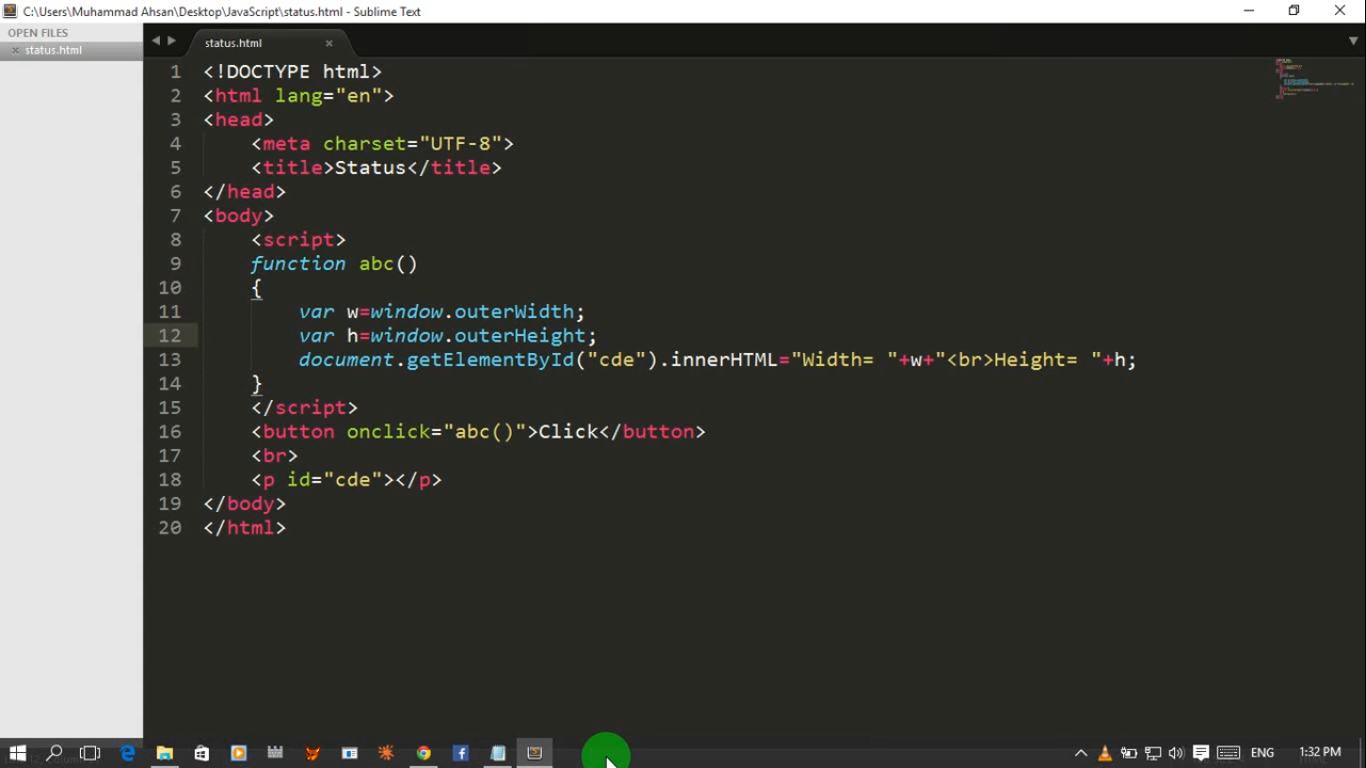 C:\Users\Muhammad Ahsan\Desktop\JavaScript\status.html - Sublime Text
OPEN FILES
status.html
status.html
1 <!DOCTYPE html>
2 <html lang="en">
3 <head>
4     <meta charset="UTF-8">
5     <title>Status</title>
6 </head>
7 <body>
8     <script>
9     function abc()
10     {
11         var w=window.outerWidth;
12         var h=window.outerHeight;
13         document.getElementById("cde").innerHTML="Width= "+w+"<br>Height= "+h;
14     }
15     </script>
16     <button onclick="abc()">Click</button>
17     <br>
18     <p id="cde"></p>
19 </body>
20 </html>
ENG
1:32 PM